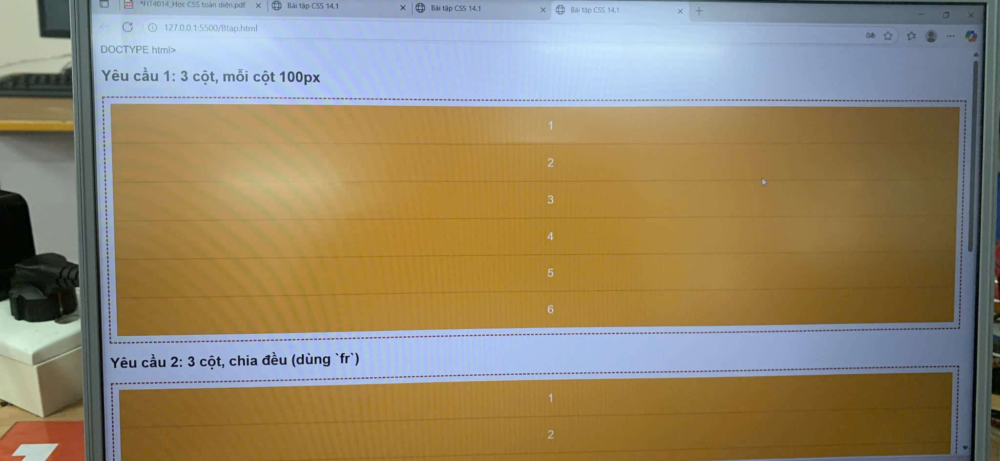 *FIT4014_Học CSS toàn diện.pdf
Bài tập CSS 14.1
Bài tập CSS 14.1
Bài tập CSS 14.1
127.0.0.1:5500/Btap.html
DOCTYPE html>
Yêu cầu 1: 3 cột, mỗi cột 100px
1
2
3
4
5
6
Yêu cầu 2: 3 cột, chia đều (dùng `fr`)
1
2